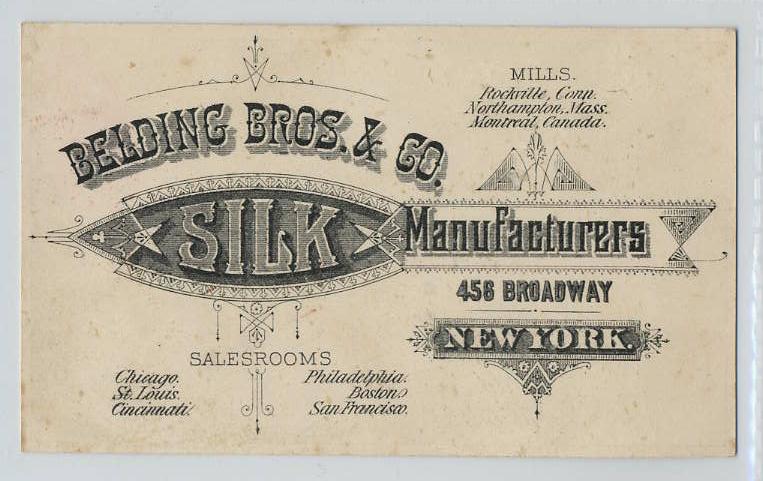 BELDING BROS. & CO.
SILK Manufacturers
456 BROADWAY
NEW YORK.
MILLS.
Rockville, Conn.
Northampton, Mass.
Montreal, Canada.
SALESROOMS
Chicago.
St. Louis.
Cincinnati.
Philadelphia.
Boston.
San Francisco.